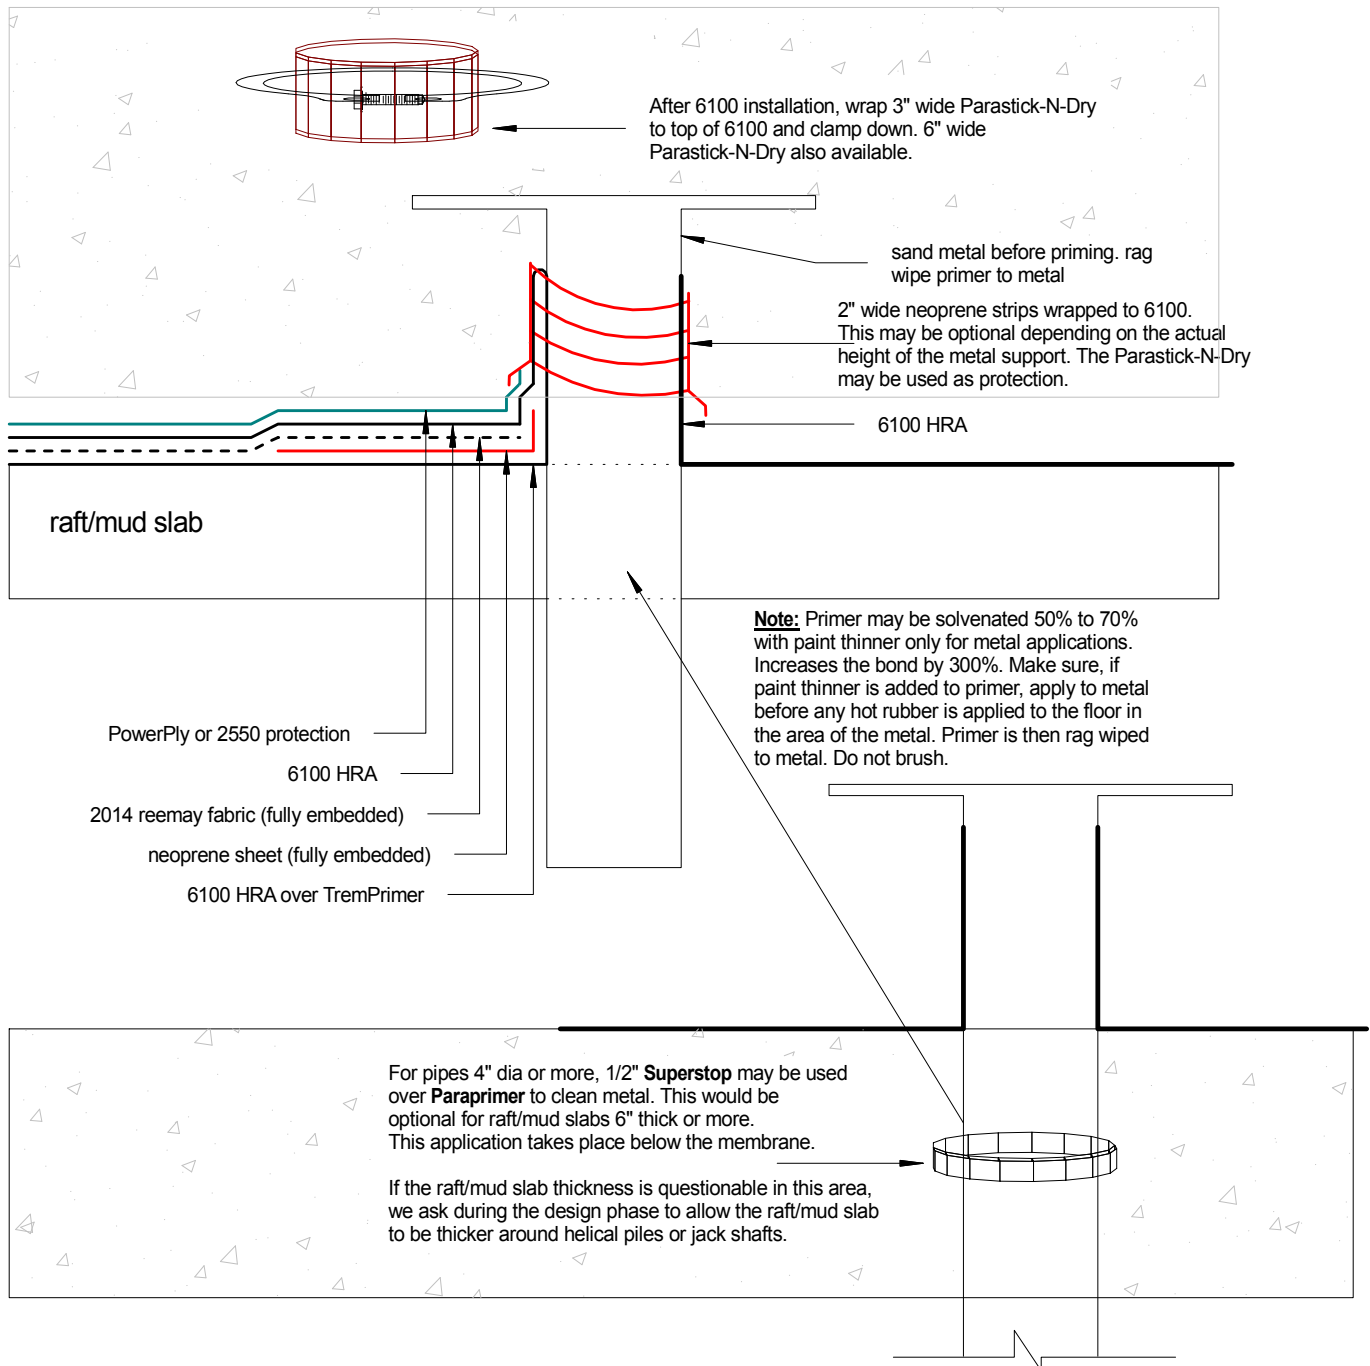 After 6100 installation, wrap 3" wide Parastick-N-Dry
to top of 6100 and clamp down. 6" wide
Parastick-N-Dry also available.
sand metal before priming. rag
wipe primer to metal
2" wide neoprene strips wrapped to 6100.
This may be optional depending on the actual
height of the metal support. The Parastick-N-Dry
may be used as protection.
6100 HRA
raft/mud slab
Note: Primer may be solvenated 50% to 70%
with paint thinner only for metal applications.
Increases the bond by 300%. Make sure, if
paint thinner is added to primer, apply to metal
before any hot rubber is applied to the floor in
the area of the metal. Primer is then rag wiped
to metal. Do not brush.
PowerPly or 2550 protection
6100 HRA
2014 reemay fabric (fully embedded)
neoprene sheet (fully embedded)
6100 HRA over TremPrimer
For pipes 4" dia or more, 1/2" Superstop may be used
over Paraprimer to clean metal. This would be
optional for raft/mud slabs 6" thick or more.
This application takes place below the membrane.
If the raft/mud slab thickness is questionable in this area,
we ask during the design phase to allow the raft/mud slab
to be thicker around helical piles or jack shafts.